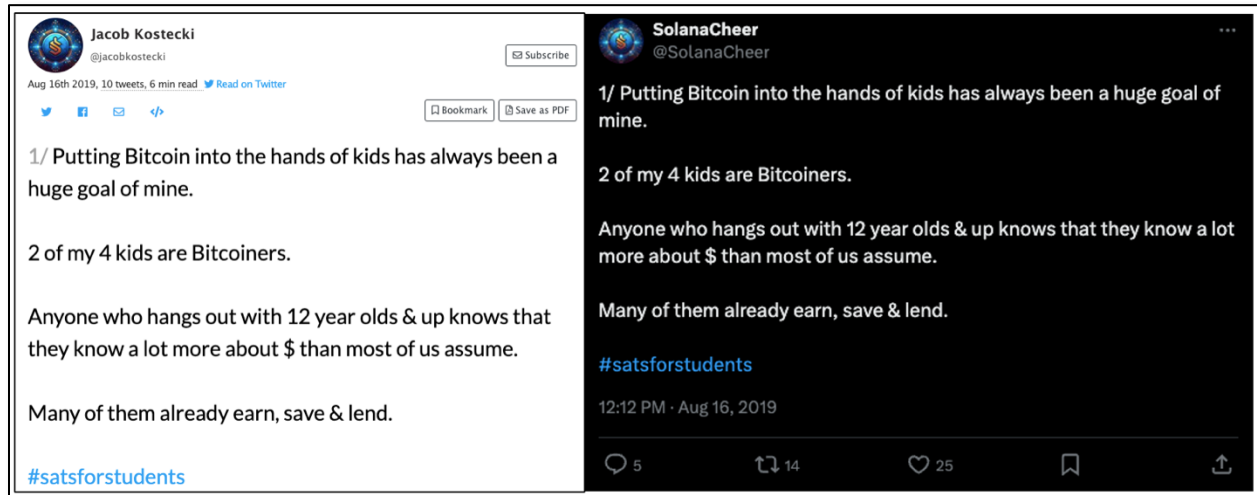 Jacob Kostecki
@jacobkostecki
Subscribe
Aug 16th 2019, 10 tweets, 6 min read Read on Twitter
</>
Bookmark
Save as PDF
1/ Putting Bitcoin into the hands of kids has always been a
huge goal of mine.
2 of my 4 kids are Bitcoiners.
Anyone who hangs out with 12 year olds & up knows that
they know a lot more about $ than most of us assume.
Many of them already earn, save & lend.
#satsforstudents
SolanaCheer
@SolanaCheer
1/ Putting Bitcoin into the hands of kids has always been a huge goal of
mine.
2 of my 4 kids are Bitcoiners.
Anyone who hangs out with 12 year olds & up knows that they know a lot
more about $ than most of us assume.
Many of them already earn, save & lend.
#satsforstudents
12:12 PM · Aug 16, 2019
5
14
25